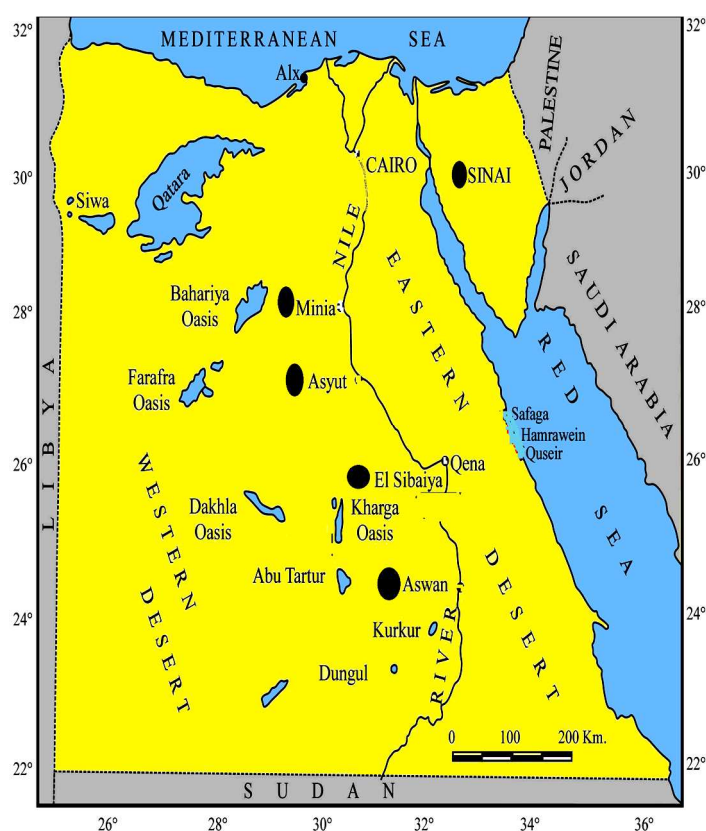 32°
32°
MEDITERRANEAN SEA
Alx
PALESTINE
JORDAN
CAIRO
30°
SINAI
30°
Siwa
Qatara
NILE
EASTERN
SAUDI ARABIA
Bahariya
Oasis
28°
Minia
28°
RED
Farafra
Oasis
Asyut
LIBYA
Safaga
Hamrawein
Quseir
26°
WESTERN
Qena
26°
El Sibaiya
Dakhla
Oasis
Kharga
Oasis
SEA
DESERT
Abu Tartur
Aswan
DESERT
24°
24°
Kurkur
RIVER
Dungul
0 100 200 Km.
22°
22°
SUDAN
26° 28° 30° 32° 34° 36°